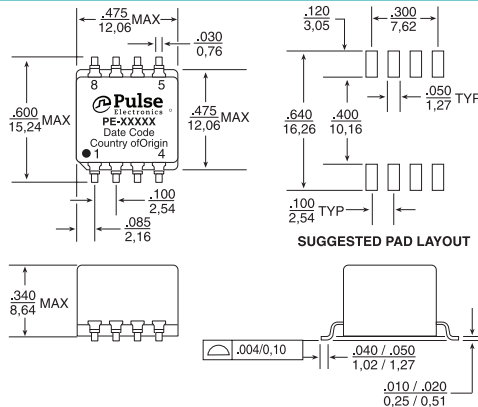 .475 MAX
12,06
.030
0,76
8 5
Pulse
Electronics
PE-XXXXX
Date Code
Country ofOrigin
1 4
.600 MAX
15,24
.475 MAX
12,06
.100
2,54
.085
2,16
.120
3,05
.300
7,62
.050 TYP
1,27
.640
16,26
.400
10,16
.100 TYP
2,54
SUGGESTED PAD LAYOUT
.340 MAX
8,64
.004/0,10
.040 / .050
1,02 / 1,27
.010 / .020
0,25 / 0,51